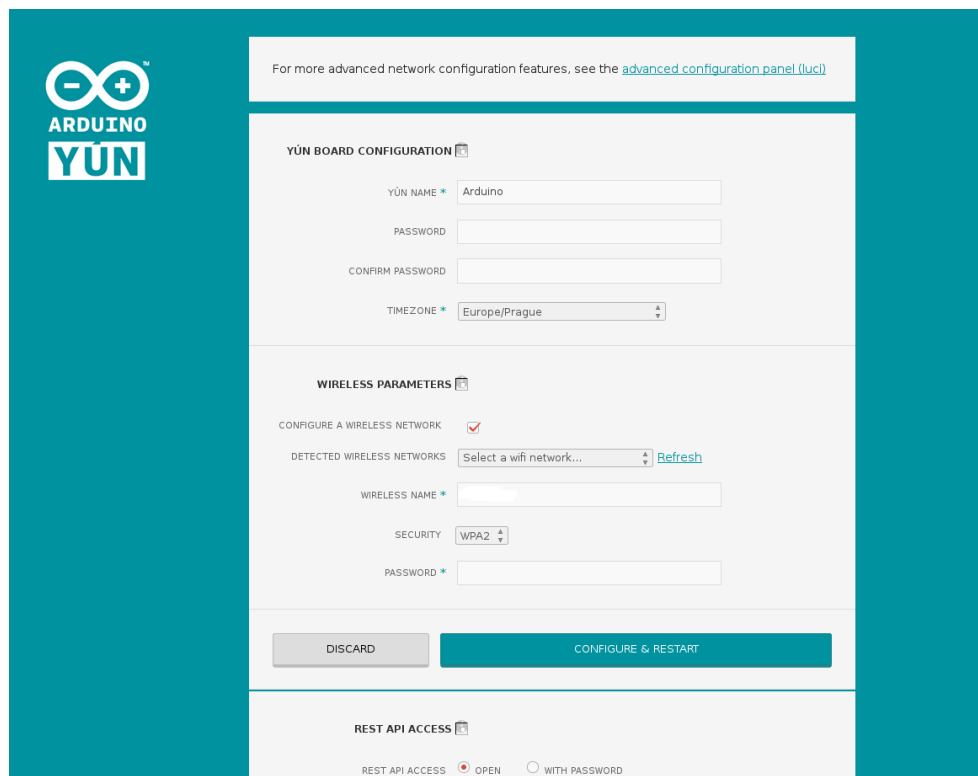 For more advanced network configuration features, see the advanced configuration panel (luci)
™
ARDUINO
YÚN
YÚN BOARD CONFIGURATION
YÚN NAME * Arduino
PASSWORD
CONFIRM PASSWORD
TIMEZONE * Europe/Prague
WIRELESS PARAMETERS
CONFIGURE A WIRELESS NETWORK
DETECTED WIRELESS NETWORKS Select a wifi network... Refresh
WIRELESS NAME *
SECURITY WPA2
PASSWORD *
DISCARD CONFIGURE & RESTART
REST API ACCESS
REST API ACCESS OPEN WITH PASSWORD